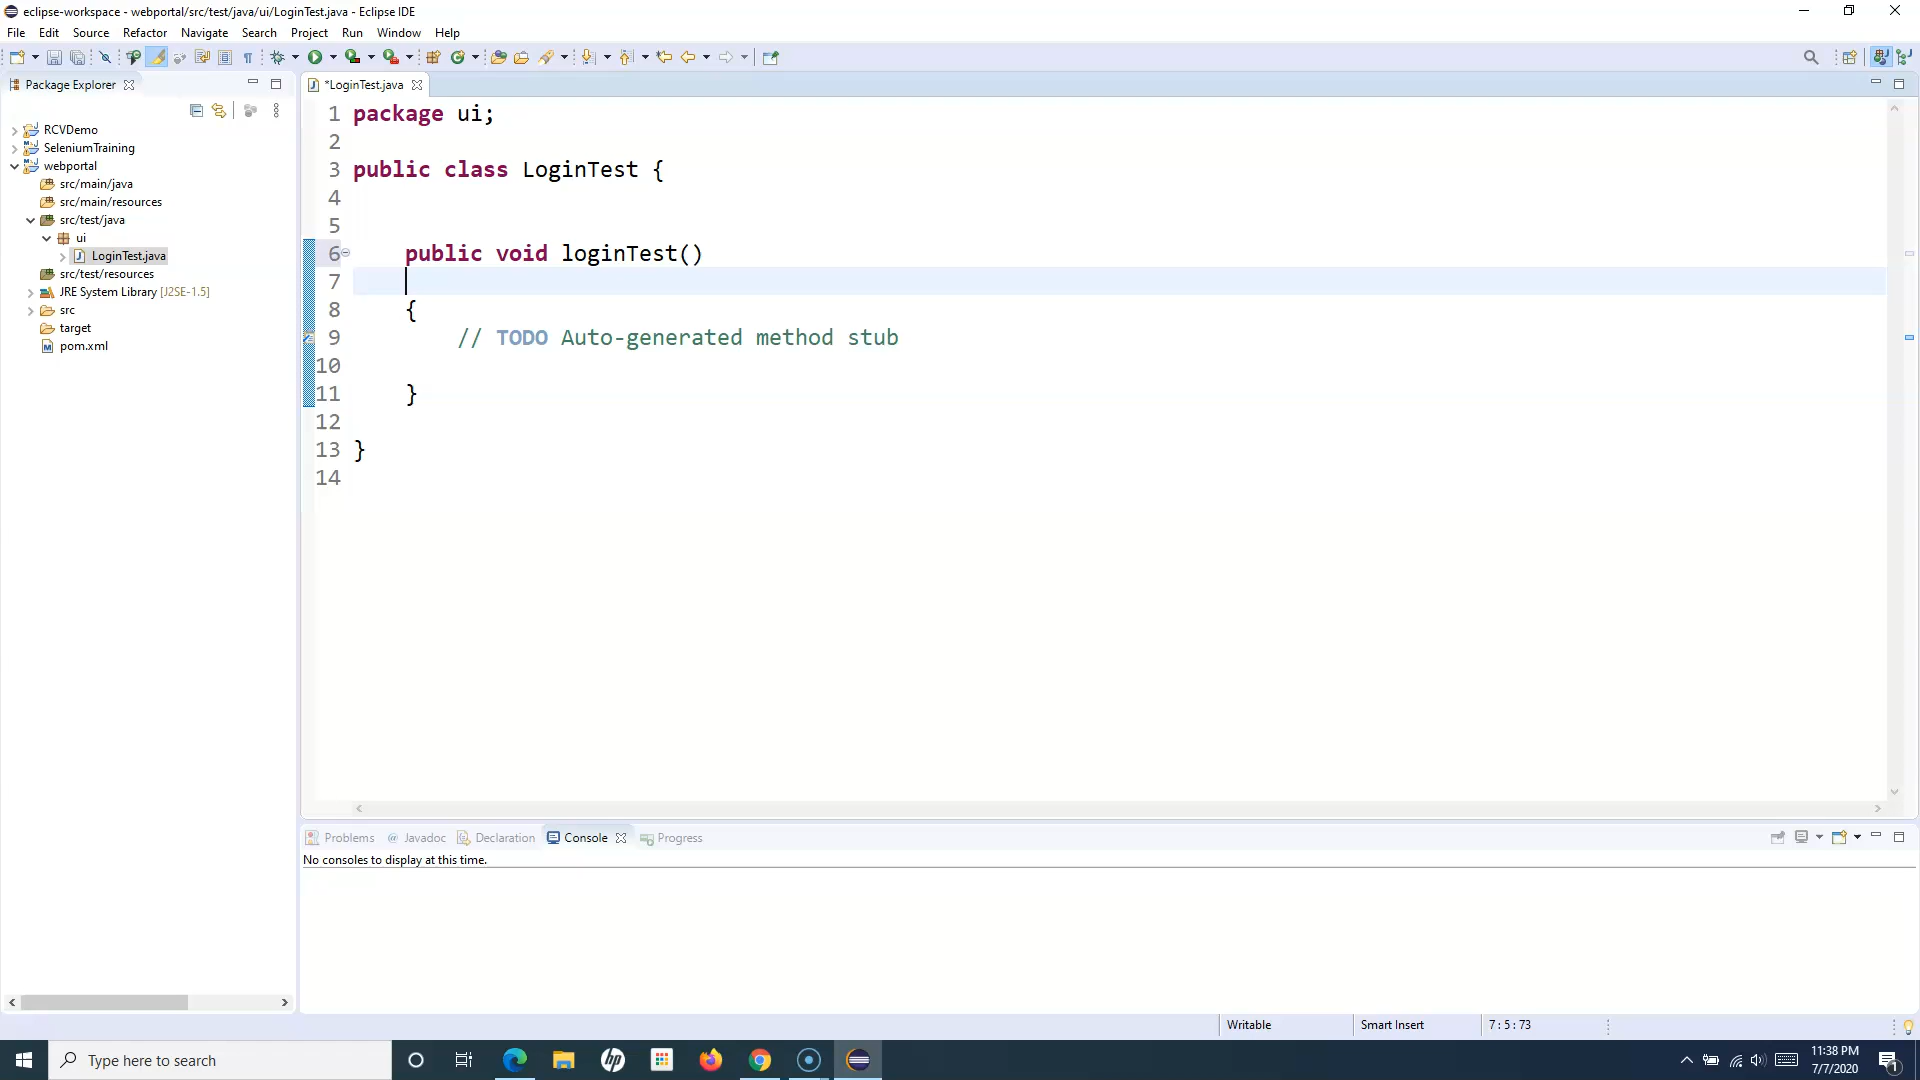 eclipse-workspace - webportal/src/test/java/ui/LoginTest.java - Eclipse IDE
File Edit Source Refactor Navigate Search Project Run Window Help
Package Explorer
*LoginTest.java
RCVDemo
SeleniumTraining
webportal
src/main/java
src/main/resources
src/test/java
ui
LoginTest.java
src/test/resources
JRE System Library [J2SE-1.5]
src
target
pom.xml
1 package ui;
2
3 public class LoginTest {
4
5
6 public void loginTest()
7
8 {
9 // TODO Auto-generated method stub
10
11 }
12
13 }
14
Problems @ Javadoc Declaration Console Progress
No consoles to display at this time.
Writable Smart Insert 7 : 5 : 73
Type here to search
hp
11:38 PM
7/7/2020
1